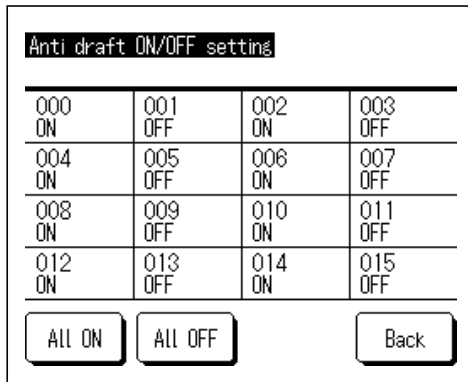 Anti draft ON/OFF setting
000 001 002 003
ON OFF ON OFF
004 005 006 007
ON OFF ON OFF
008 009 010 011
ON OFF ON OFF
012 013 014 015
ON OFF ON OFF
All ON All OFF Back